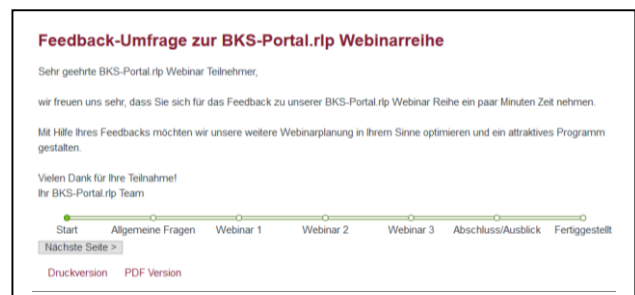 Feedback-Umfrage zur BKS-Portal.rlp Webinarreihe
Sehr geehrte BKS-Portal.rlp Webinar Teilnehmer,
wir freuen uns sehr, dass Sie sich für das Feedback zu unserer BKS-Portal.rlp Webinar Reihe ein paar Minuten Zeit nehmen.
Mit Hilfe Ihres Feedbacks möchten wir unsere weitere Webinarplanung in Ihrem Sinne optimieren und ein attraktives Programm
gestalten.
Vielen Dank für Ihre Teilnahme!
Ihr BKS-Portal.rlp Team
Start Allgemeine Fragen Webinar 1 Webinar 2 Webinar 3 Abschluss/Ausblick Fertiggestellt
Nächste Seite >
Druckversion PDF Version